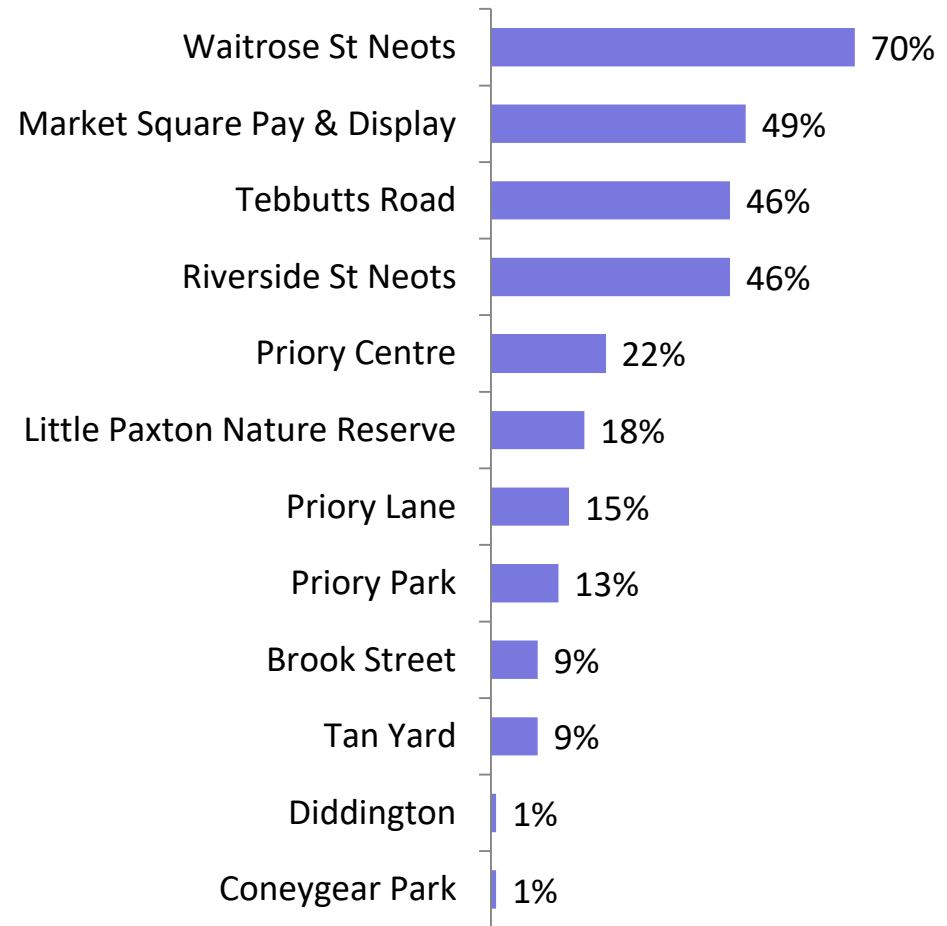 Waitrose St Neots 70%
Market Square Pay & Display 49%
Tebbutts Road 46%
Riverside St Neots 46%
Priory Centre 22%
Little Paxton Nature Reserve 18%
Priory Lane 15%
Priory Park 13%
Brook Street 9%
Tan Yard 9%
Diddington 1%
Coneygear Park 1%